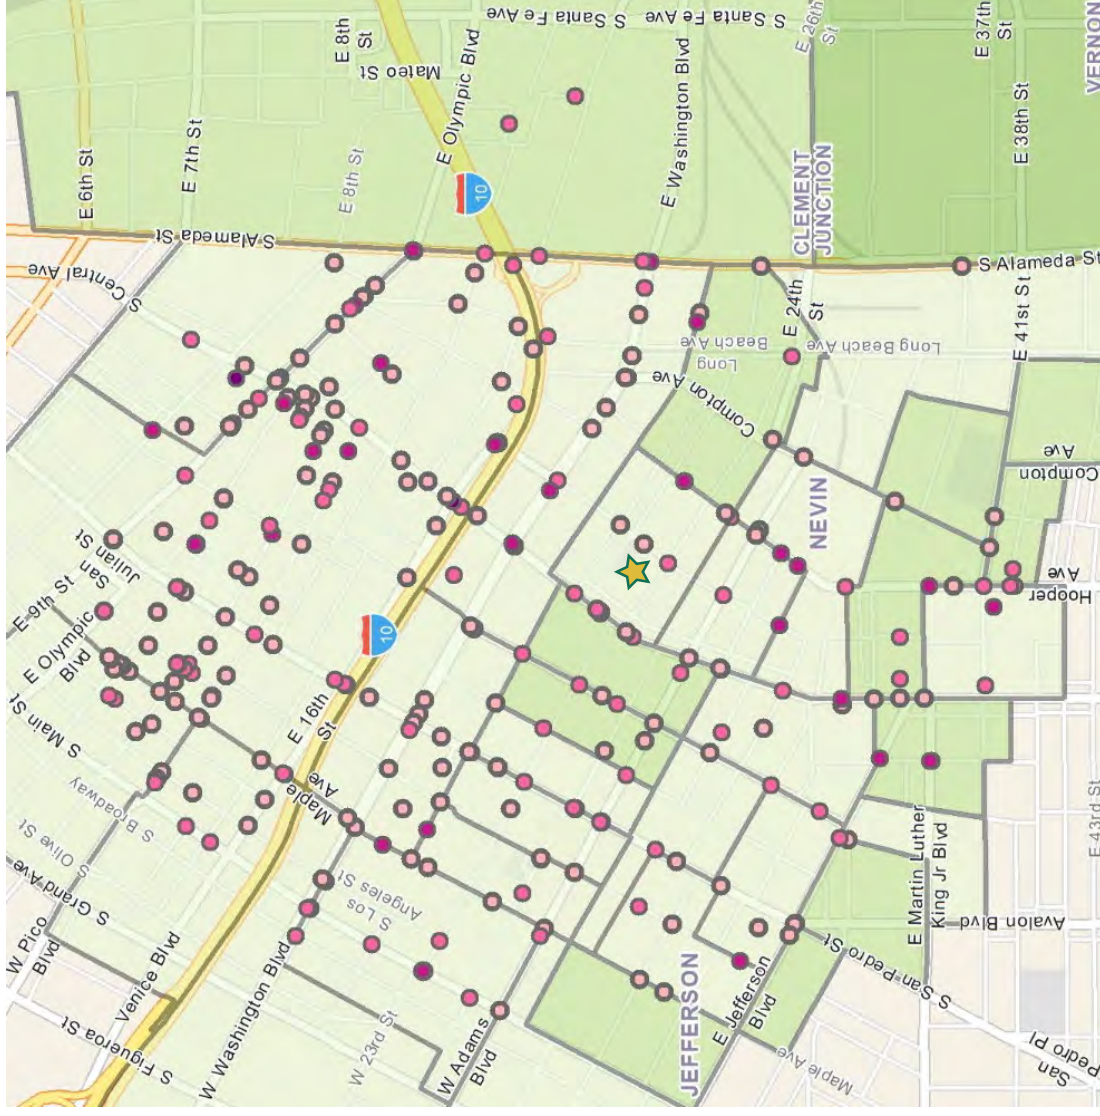 S Santa Fe Ave
S Santa Fe Ave
E 26th
St
E 37th
St
VERNON
E 8th
St
Mateo St
E Olympic Blvd
E Washington Blvd
E 6th St
E 7th St
E 8th St
10
CLEMENT
JUNCTION
E 38th St
S Alameda St
S Alameda St
S Central Ave
E 24th
St
E 41st St
Long
Beach Ave
Long Beach Ave
Compton Ave
Compton
Ave
NEVIN
Julian St
San
E 9th St
E Olympic
Blvd
10
Hooper
Ave
S Main St
E 16th
St
S Broadway
Maple
Ave
S Olive St
S Grand Ave
S Los
Angeles St
E Martin Luther
King Jr Blvd
E 43rd St
Avalon Blvd
W Pico
Blvd
Venice Blvd
W Washington Blvd
S San Pedro St
S Figueroa St
W 23rd St
W Adams
Blvd
JEFFERSON
E Jefferson
Blvd
Maple Ave
San
Pedro Pl